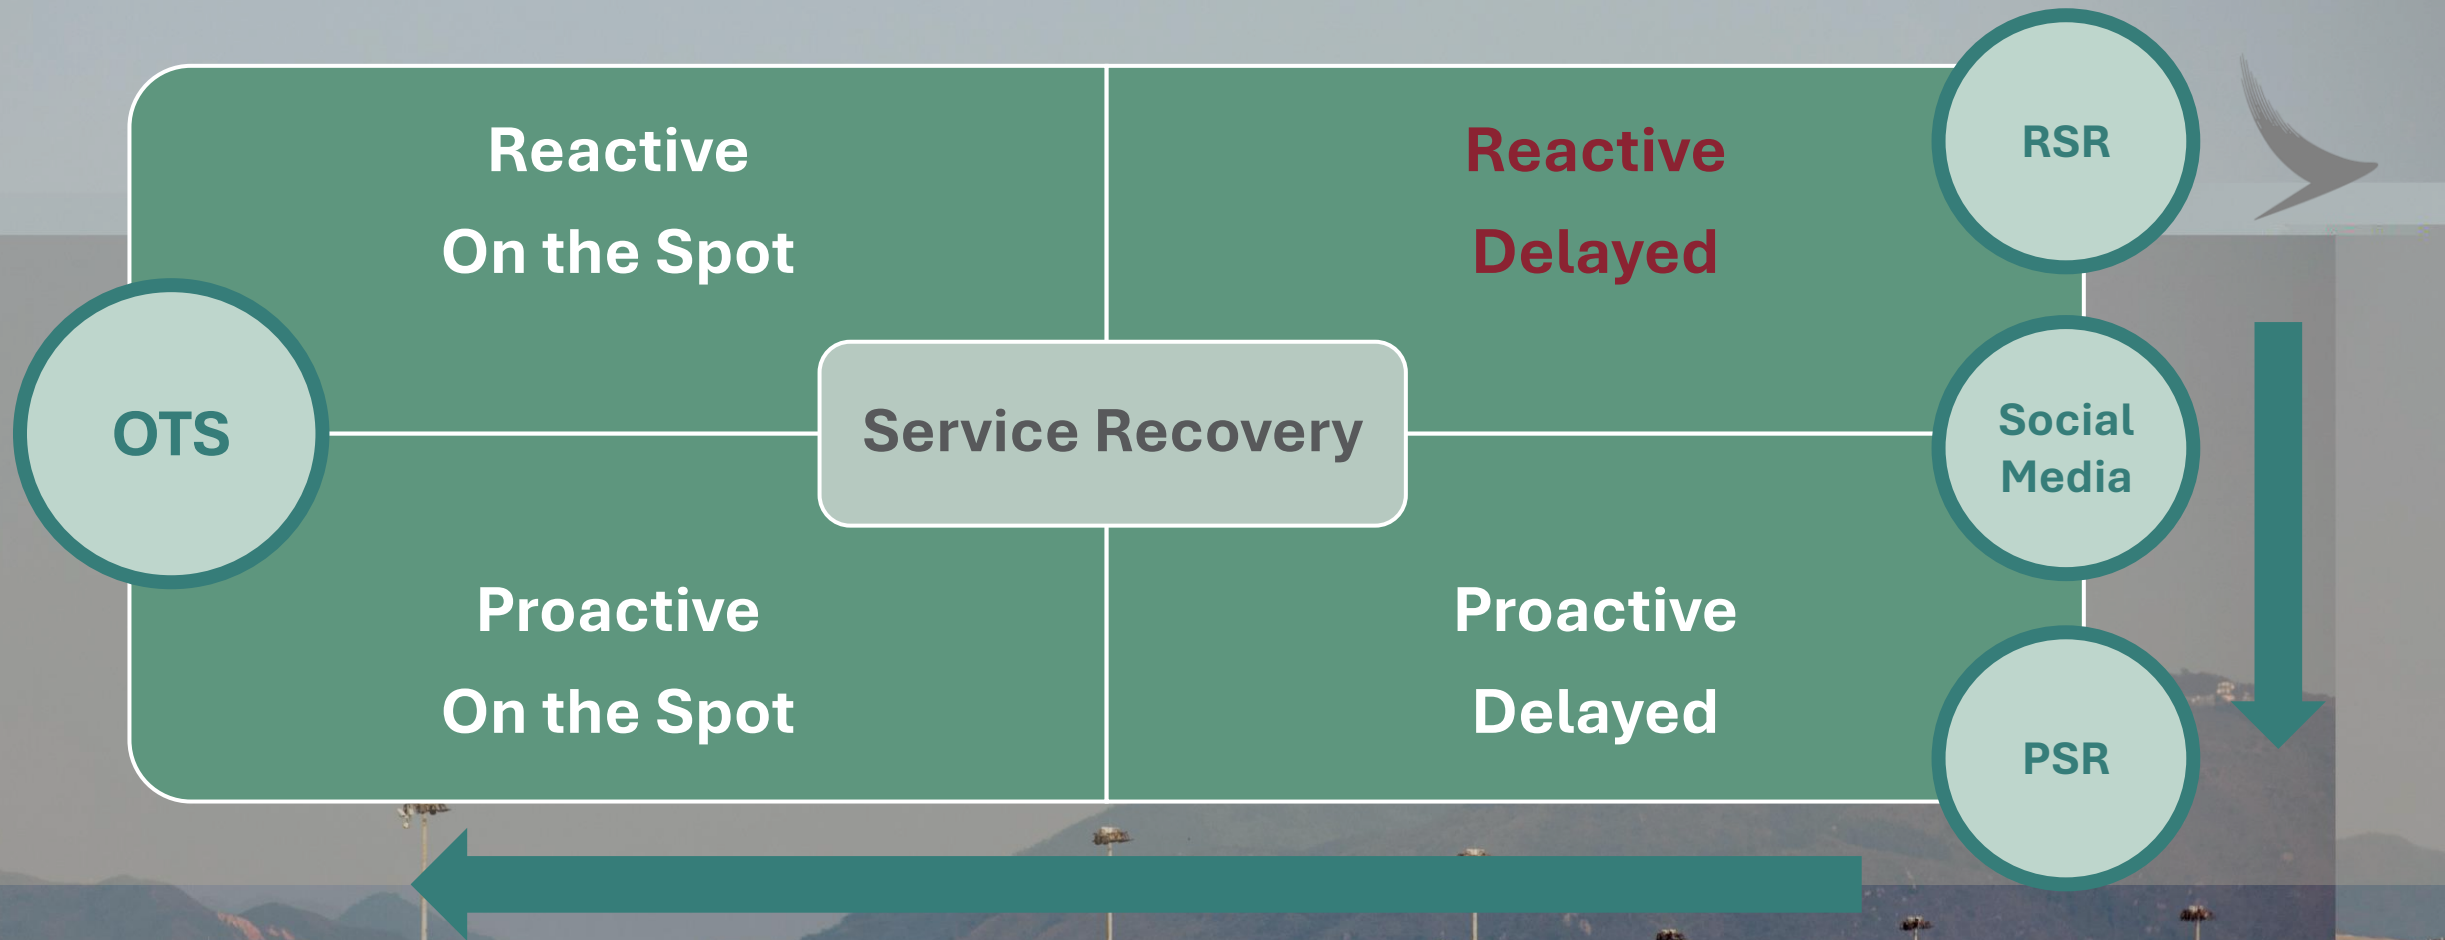 Reactive
On the Spot
Reactive
Delayed
RSR
OTS
Service Recovery
Social
Media
Proactive
On the Spot
Proactive
Delayed
PSR